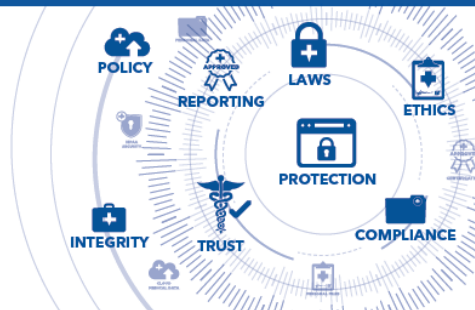 POLICY
APPROVED
REPORTING
LAWS
ETHICS
PROTECTION
INTEGRITY
TRUST
COMPLIANCE